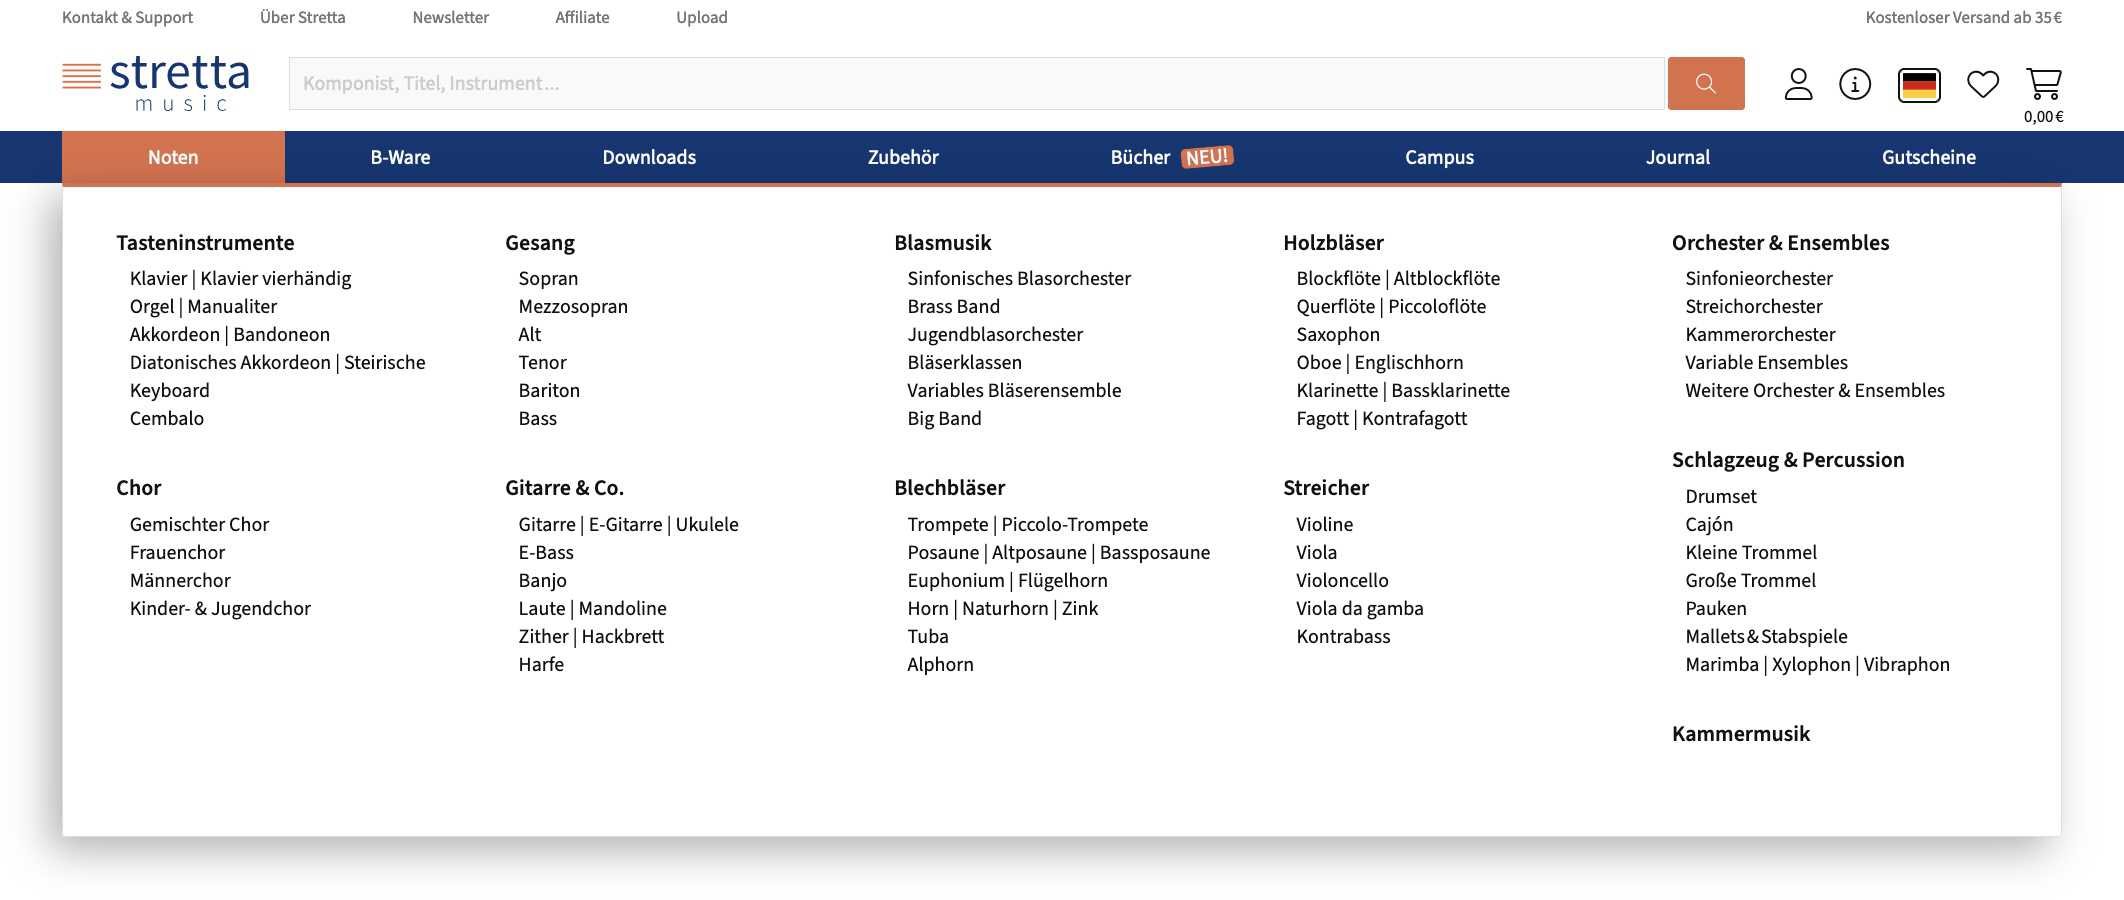 Kontakt & Support
Über Stretta
Newsletter
Affiliate
Upload
Kostenloser Versand ab 35 €
stretta
music
Komponist, Titel, Instrument...
0,00 €
Noten
B-Ware
Downloads
Zubehör
Bücher NEU!
Campus
Journal
Gutscheine
Tasteninstrumente
Klavier | Klavier vierhändig
Orgel | Manualiter
Akkordeon | Bandoneon
Diatonisches Akkordeon | Steirische
Keyboard
Cembalo
Chor
Gemischter Chor
Frauenchor
Männerchor
Kinder- & Jugendchor
Gesang
Sopran
Mezzosopran
Alt
Tenor
Bariton
Bass
Gitarre & Co.
Gitarre | E-Gitarre | Ukulele
E-Bass
Banjo
Laute | Mandoline
Zither | Hackbrett
Harfe
Blasmusik
Sinfonisches Blasorchester
Brass Band
Jugendblasorchester
Bläserklassen
Variables Bläserensemble
Big Band
Blechbläser
Trompete | Piccolo-Trompete
Posaune | Altposaune | Bassposaune
Euphonium | Flügelhorn
Horn | Naturhorn | Zink
Tuba
Alphorn
Holzbläser
Blockflöte | Altblockflöte
Querflöte | Piccoloflöte
Saxophon
Oboe | Englischhorn
Klarinette | Bassklarinette
Fagott | Kontrafagott
Streicher
Violine
Viola
Violoncello
Viola da gamba
Kontrabass
Orchester & Ensembles
Sinfonieorchester
Streichorchester
Kammerorchester
Variable Ensembles
Weitere Orchester & Ensembles
Schlagzeug & Percussion
Drumset
Cajón
Kleine Trommel
Große Trommel
Pauken
Mallets & Stabspiele
Marimba | Xylophon | Vibraphon
Kammermusik